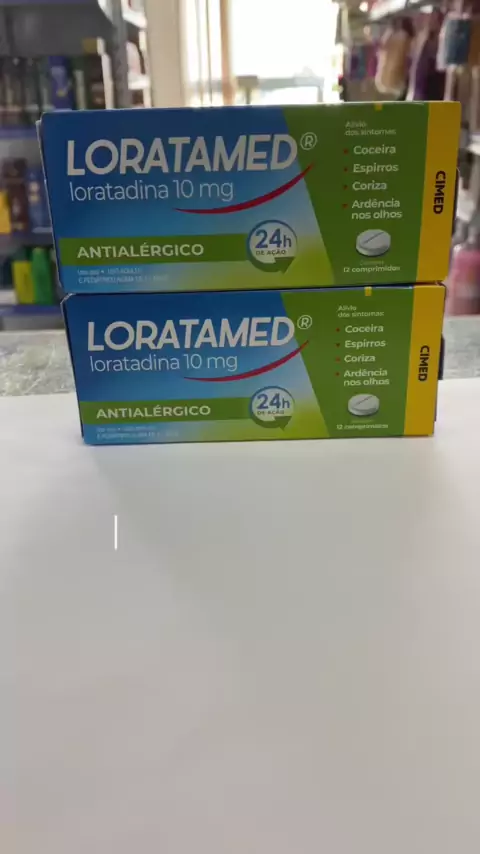 LORATAMED®
loratadina 10 mg
ANTIALÉRGICO
24h
DE AÇÃO
Alívio
dos sintomas:
• Coceira
• Espirros
• Coriza
• Ardência
nos olhos
12 comprimidos
CIMED
LORATAMED®
loratadina 10 mg
ANTIALÉRGICO
24h
DE AÇÃO
Alívio
dos sintomas:
• Coceira
• Espirros
• Coriza
• Ardência
nos olhos
12 comprimidos
CIMED